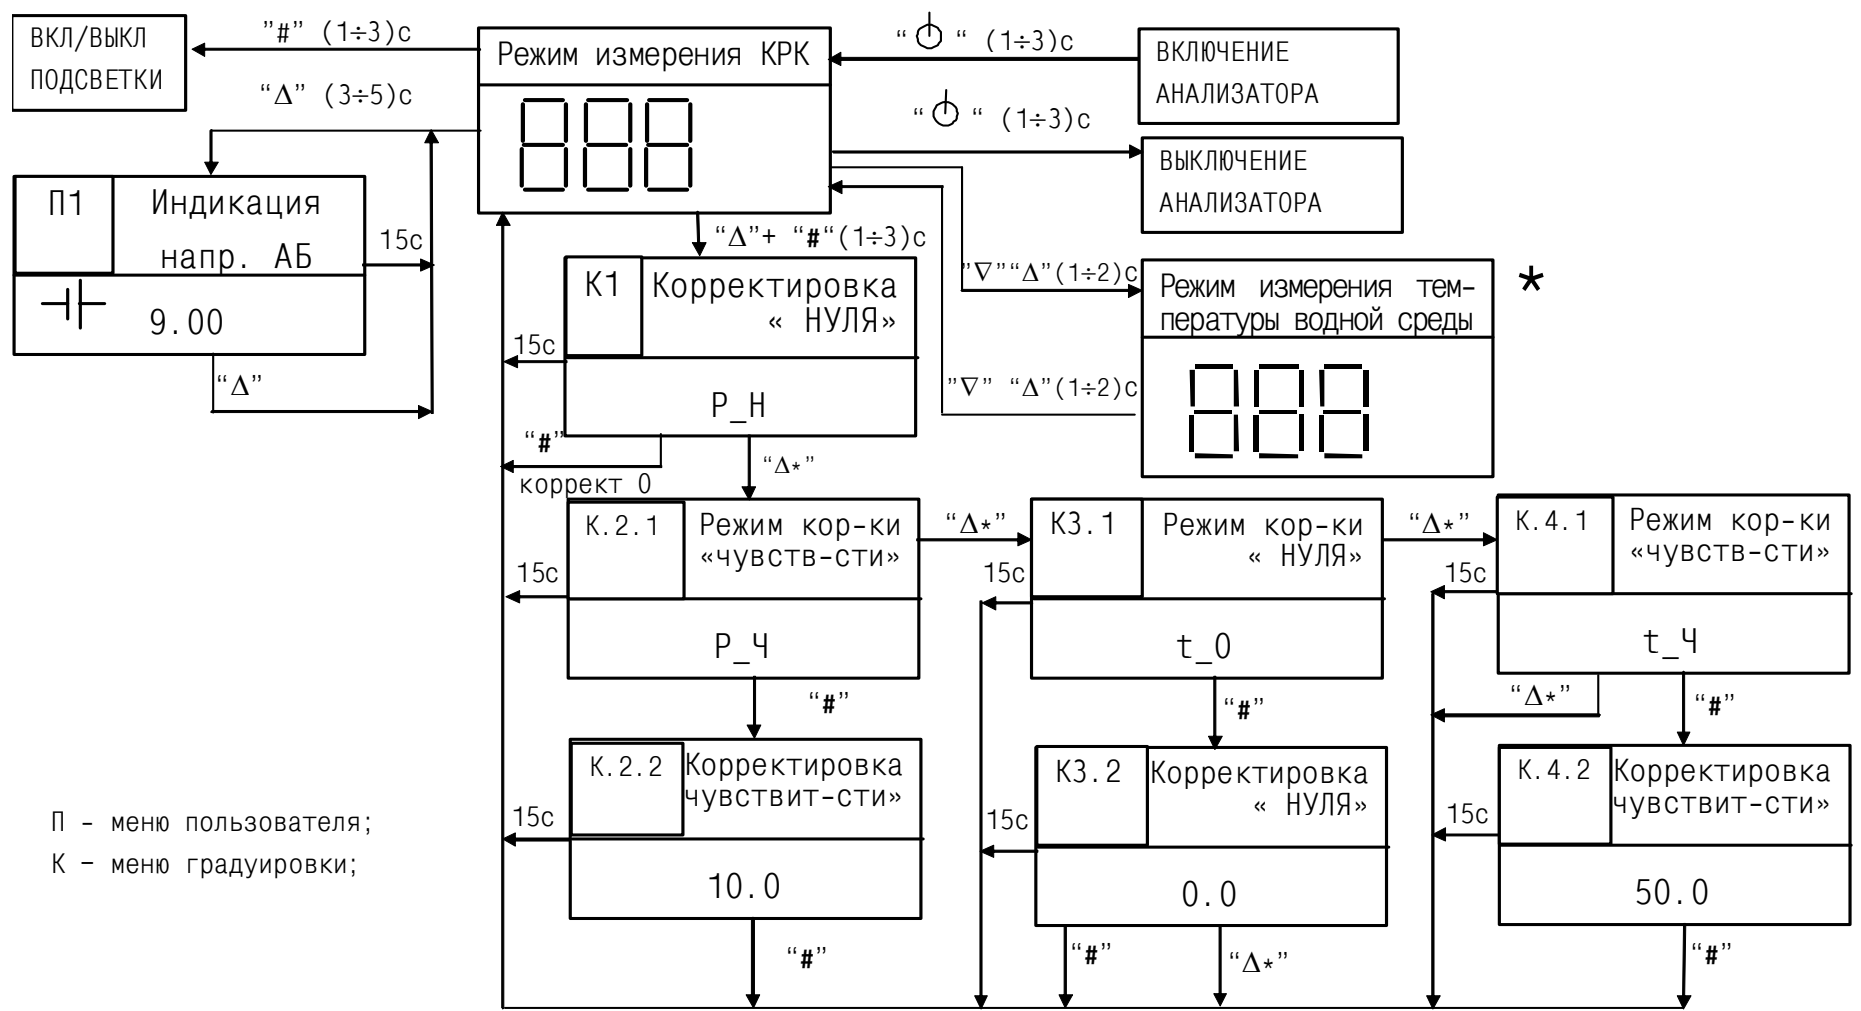 ВКЛ/ВЫКЛ
ПОДСВЕТКИ
"#" (1÷3)с
“Δ” (3÷5)с
Режим измерения КРК
“ “ (1÷3)с
ВКЛЮЧЕНИЕ
АНАЛИЗАТОРА
“ “ (1÷3)с
ВЫКЛЮЧЕНИЕ
АНАЛИЗАТОРА
П1
Индикация
напр. АБ
15с
9.00
“Δ”
“Δ”+ “#“(1÷3)с
К1
Корректировка
« НУЛЯ»
15с
P_H
“#”
коррект 0
“Δ*”
”∇”“Δ”(1÷2)с
Режим измерения тем-
пературы водной среды
*
”∇” “Δ”(1÷2)с
К.2.1
Режим кор-ки
«чувств-сти»
15с
P_Ч
“Δ*”
К3.1
Режим кор-ки
« НУЛЯ»
15с
t_0
“Δ*”
К.4.1
Режим кор-ки
«чувств-сти»
15с
t_Ч
“#”
“#”
“Δ*”
“#”
К.2.2
Корректировка
чувствит-сти»
15с
10.0
“#”
К3.2
Корректировка
« НУЛЯ»
15с
0.0
“#”
“Δ*”
К.4.2
Корректировка
чувствит-сти»
15с
50.0
“#”
П - меню пользователя;
К - меню градуировки;